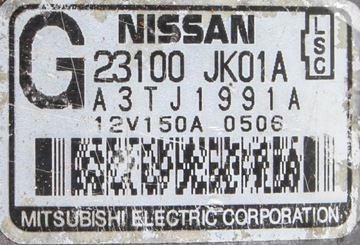 NISSAN
G 23100 JK01A LSC
A3TJ1991A
12V150A 0506
MITSUBISHI ELECTRIC CORPORATION